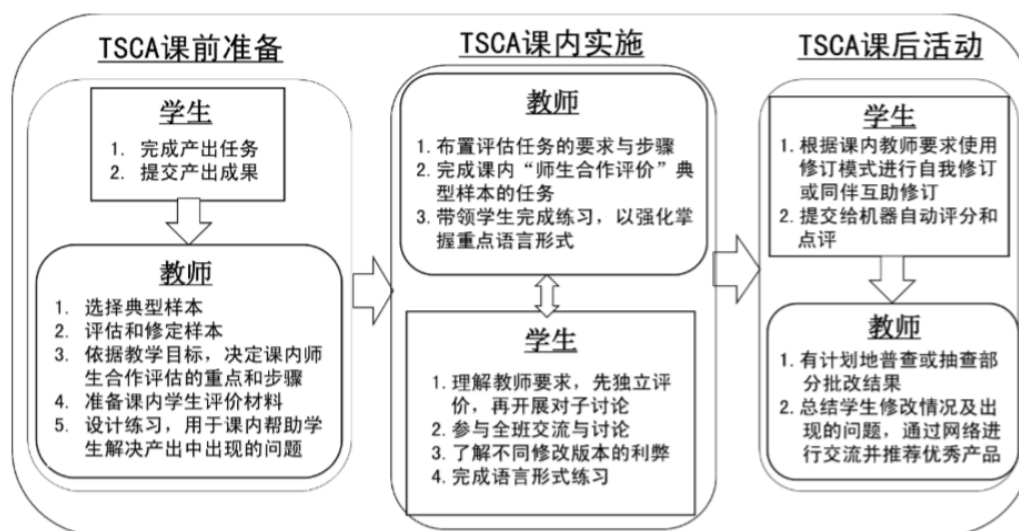 TSCA课前准备
学生
1. 完成产出任务
2. 提交产出成果
教师
1. 选择典型样本
2. 评估和修定样本
3. 依据教学目标，决定课内师
生合作评估的重点和步骤
4. 准备课内学生评价材料
5. 设计练习，用于课内帮助学
生解决产出中出现的问题
TSCA课内实施
教师
1. 布置评估任务的要求与步骤
2. 完成课内“师生合作评价”典
型样本的任务
3. 带领学生完成练习，以强化掌
握重点语言形式
学生
1. 理解教师要求，先独立评
价，再开展对子讨论
2. 参与全班交流与讨论
3. 了解不同修改版本的利弊
4. 完成语言形式练习
TSCA课后活动
学生
1. 根据课内教师要求使用
修订模式进行自我修订
或同伴互助修订
2. 提交给机器自动评分和
点评
教师
1. 有计划地普查或抽查部
分批改结果
2. 总结学生修改情况及出
现的问题，通过网络进
行交流并推荐优秀产品